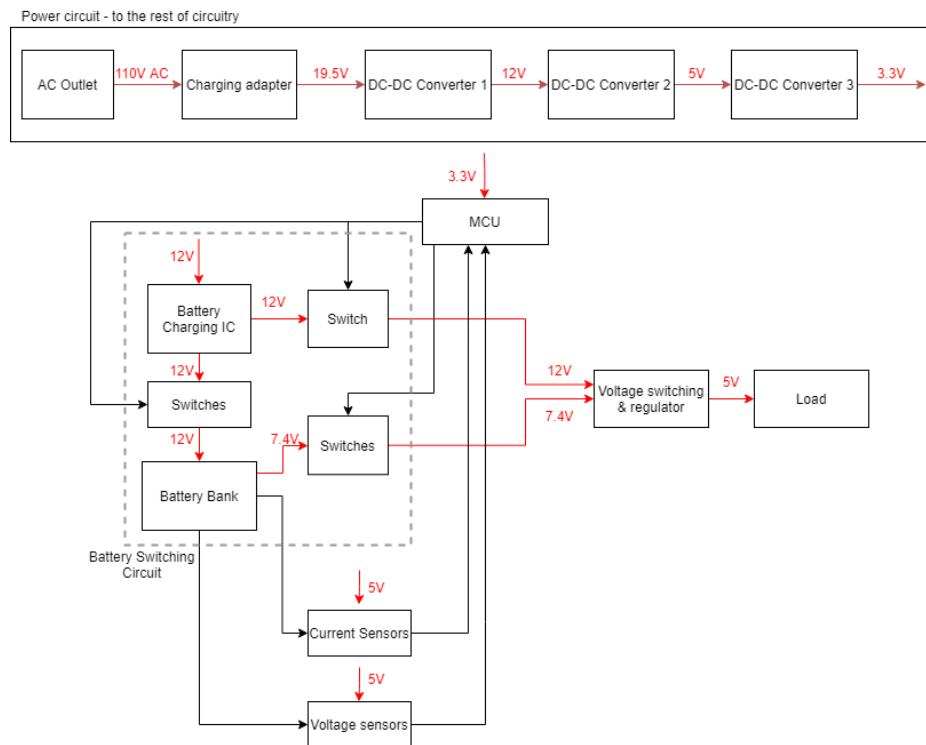 Power circuit - to the rest of circuitry
AC Outlet
110V AC
Charging adapter
19.5V
DC-DC Converter 1
12V
DC-DC Converter 2
5V
DC-DC Converter 3
3.3V
3.3V
MCU
12V
Battery
Charging IC
12V
Switch
12V
Switches
12V
7.4V
Switches
Battery Bank
Battery Switching
Circuit
12V
7.4V
Voltage switching
& regulator
5V
Load
5V
Current Sensors
5V
Voltage sensors